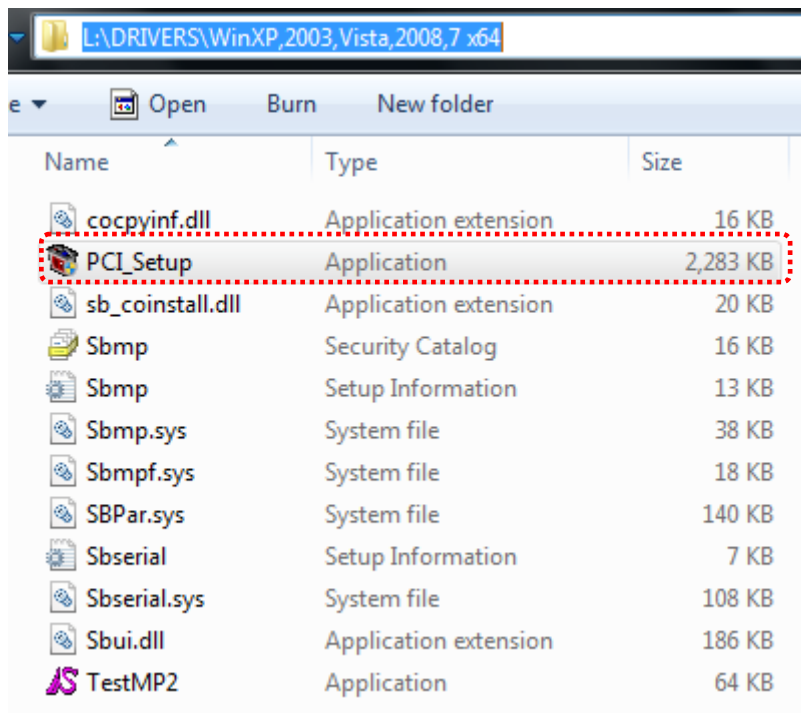 L:\DRIVERS\WinXP,2003,Vista,2008,7 x64
e Open Burn New folder
Name Type Size
cocpyinf.dll Application extension 16 KB
PCI_Setup Application 2,283 KB
sb_coinstall.dll Application extension 20 KB
Sbmp Security Catalog 16 KB
Sbmp Setup Information 13 KB
Sbmp.sys System file 38 KB
Sbmpf.sys System file 18 KB
SBPar.sys System file 140 KB
Sbserial Setup Information 7 KB
Sbserial.sys System file 108 KB
Sbui.dll Application extension 186 KB
TestMP2 Application 64 KB